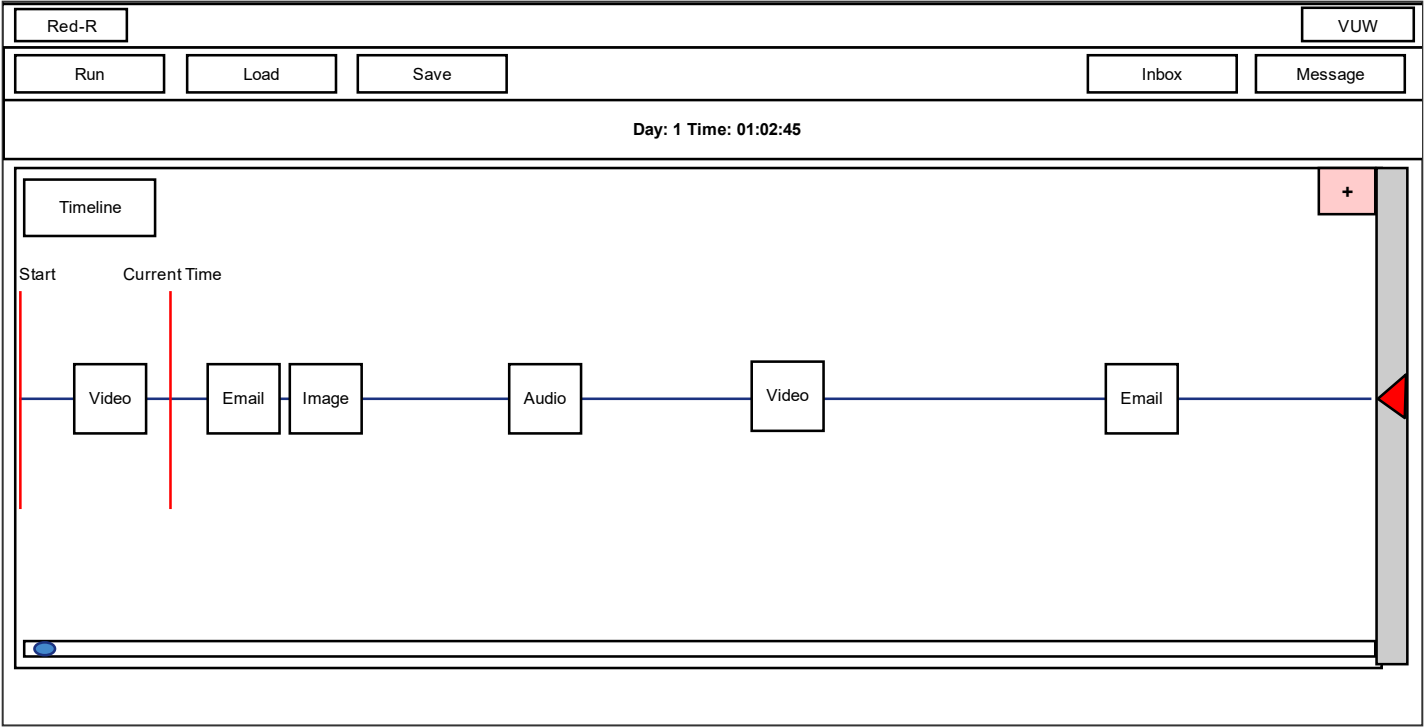 Red-R
VUW
Run
Load
Save
Inbox
Message
Day: 1 Time: 01:02:45
+
Timeline
Start
Current Time
Video
Email
Image
Audio
Video
Email